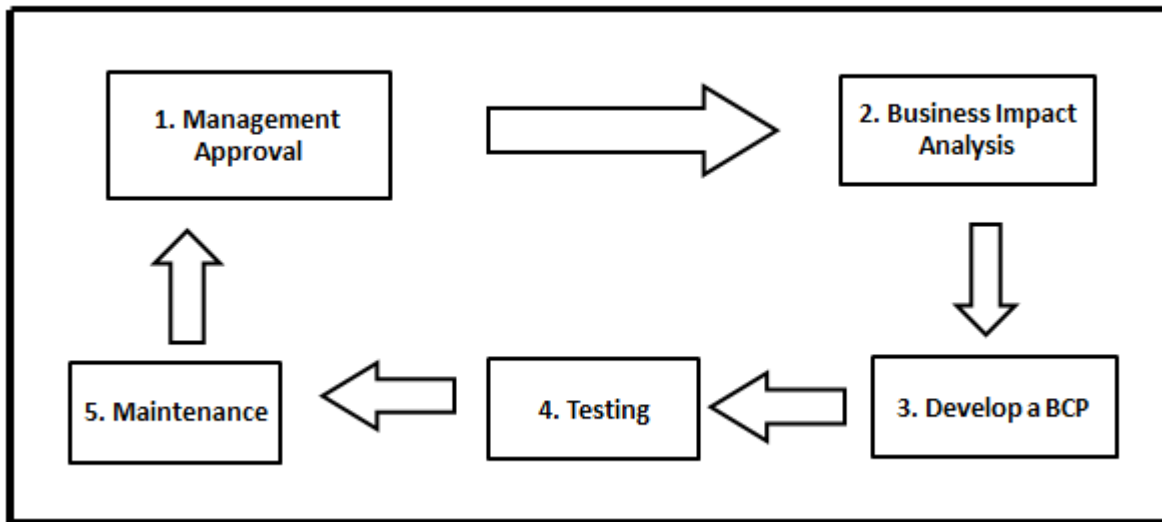 1. Management
Approval
2. Business Impact
Analysis
3. Develop a BCP
4. Testing
5. Maintenance